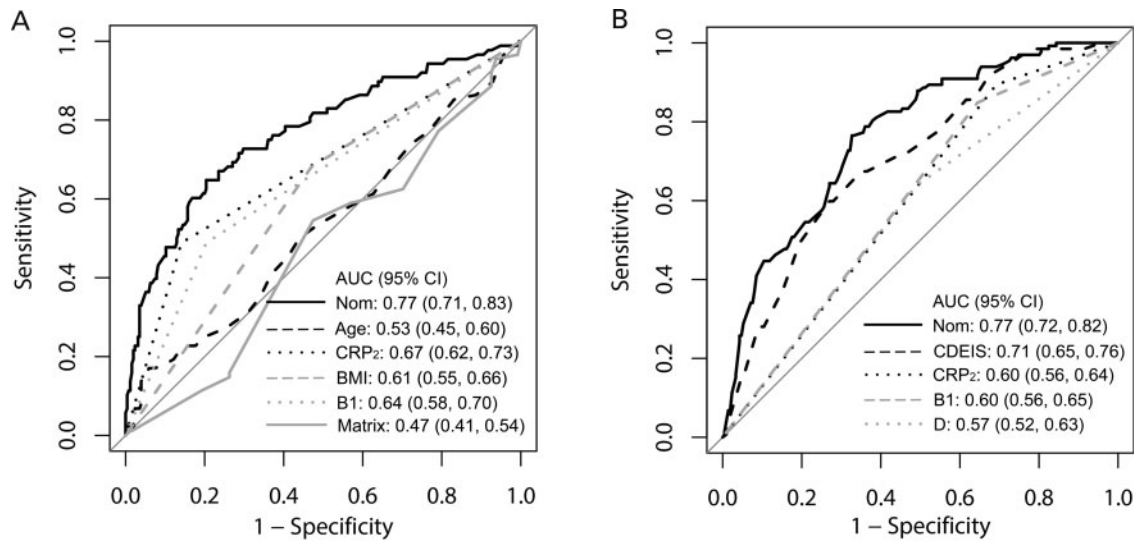 A
Sensitivity
1.0
0.8
0.6
0.4
0.2
0.0
AUC (95% CI)
Nom: 0.77 (0.71, 0.83)
Age: 0.53 (0.45, 0.60)
CRP₂: 0.67 (0.62, 0.73)
BMI: 0.61 (0.55, 0.66)
B1: 0.64 (0.58, 0.70)
Matrix: 0.47 (0.41, 0.54)
0.0 0.2 0.4 0.6 0.8 1.0
1 – Specificity
B
Sensitivity
1.0
0.8
0.6
0.4
0.2
0.0
AUC (95% CI)
Nom: 0.77 (0.72, 0.82)
CDEIS: 0.71 (0.65, 0.76)
CRP₂: 0.60 (0.56, 0.64)
B1: 0.60 (0.56, 0.65)
D: 0.57 (0.52, 0.63)
0.0 0.2 0.4 0.6 0.8 1.0
1 – Specificity